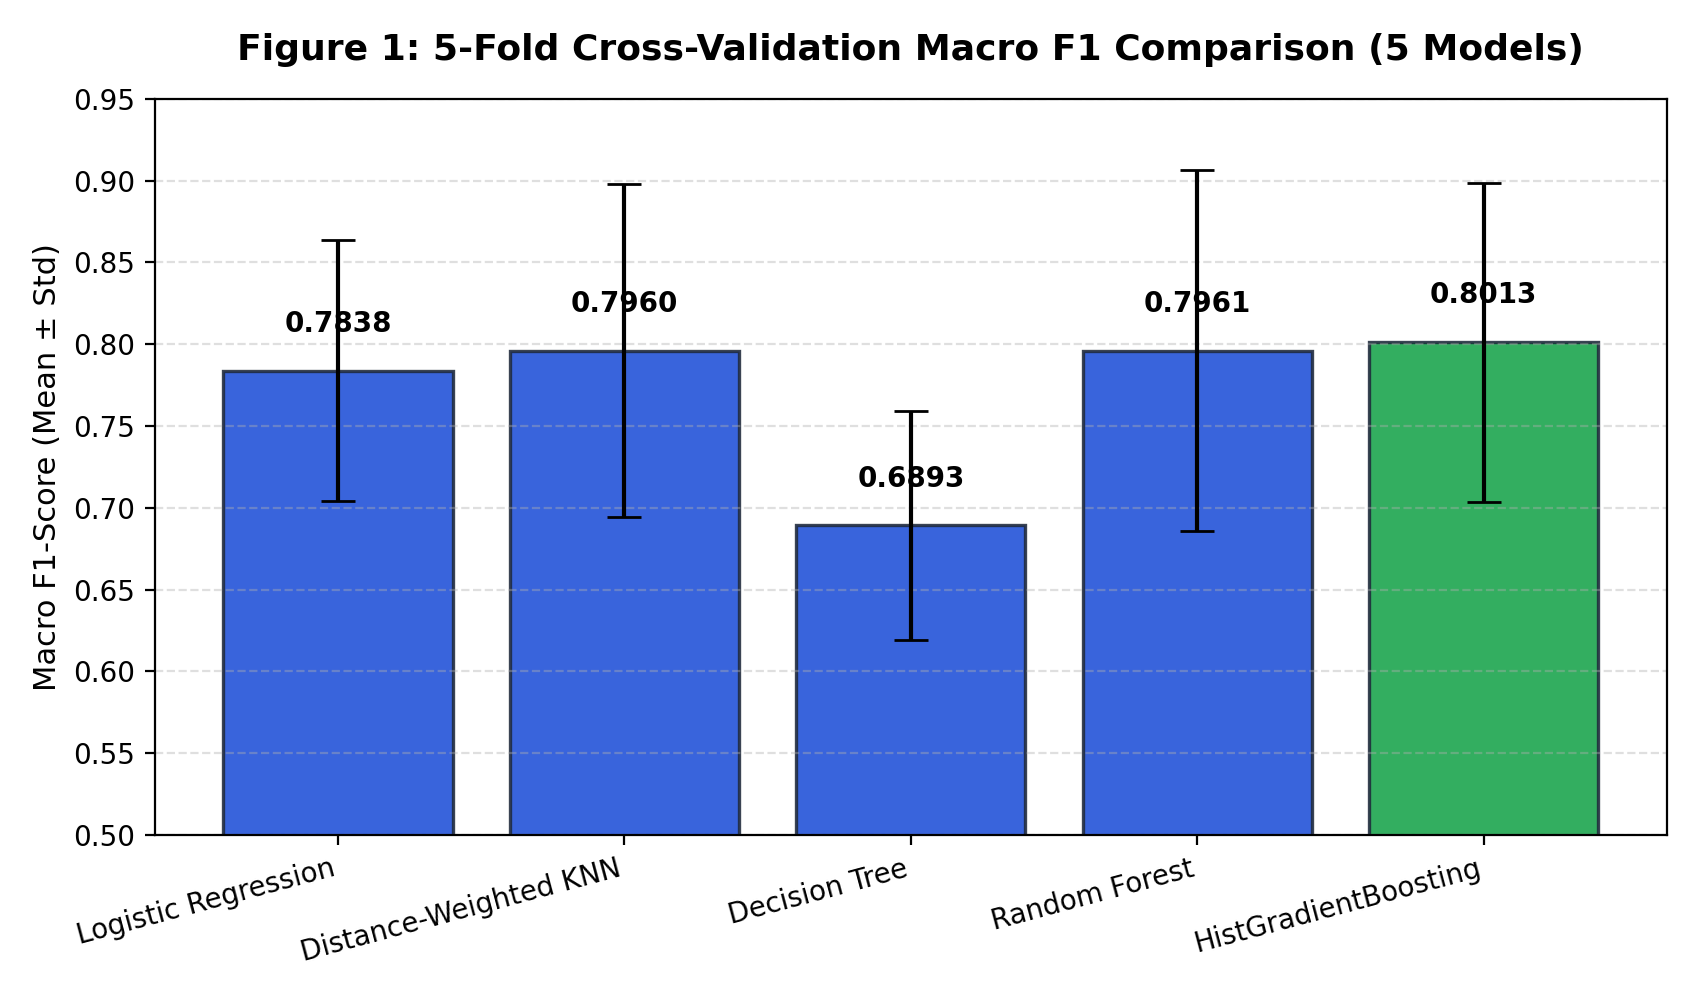 Figure 1: 5-Fold Cross-Validation Macro F1 Comparison (5 Models)
Macro F1-Score (Mean ± Std)
0.95
0.90
0.85
0.80
0.75
0.70
0.65
0.60
0.55
0.50
0.7838
0.7960
0.6893
0.7961
0.8013
Logistic Regression
Distance-Weighted KNN
Decision Tree
Random Forest
HistGradientBoosting